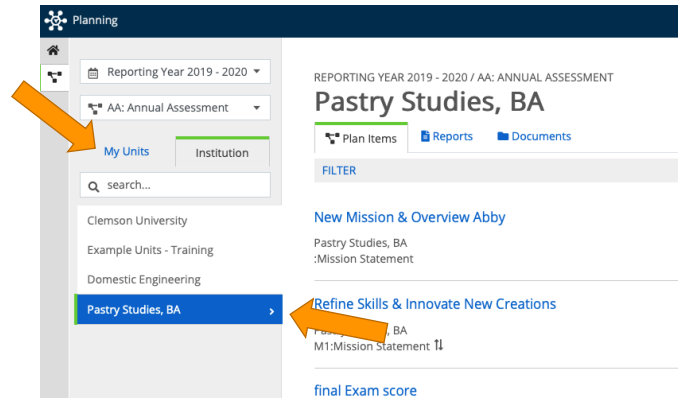 Planning
Reporting Year 2019 - 2020
AA: Annual Assessment
My Units
Institution
search...
Clemson University
Example Units - Training
Domestic Engineering
Pastry Studies, BA
REPORTING YEAR 2019 - 2020 / AA: ANNUAL ASSESSMENT
Pastry Studies, BA
Plan Items Reports Documents
FILTER
New Mission & Overview Abby
Pastry Studies, BA
:Mission Statement
Refine Skills & Innovate New Creations
BA
M1:Mission Statement
final Exam score